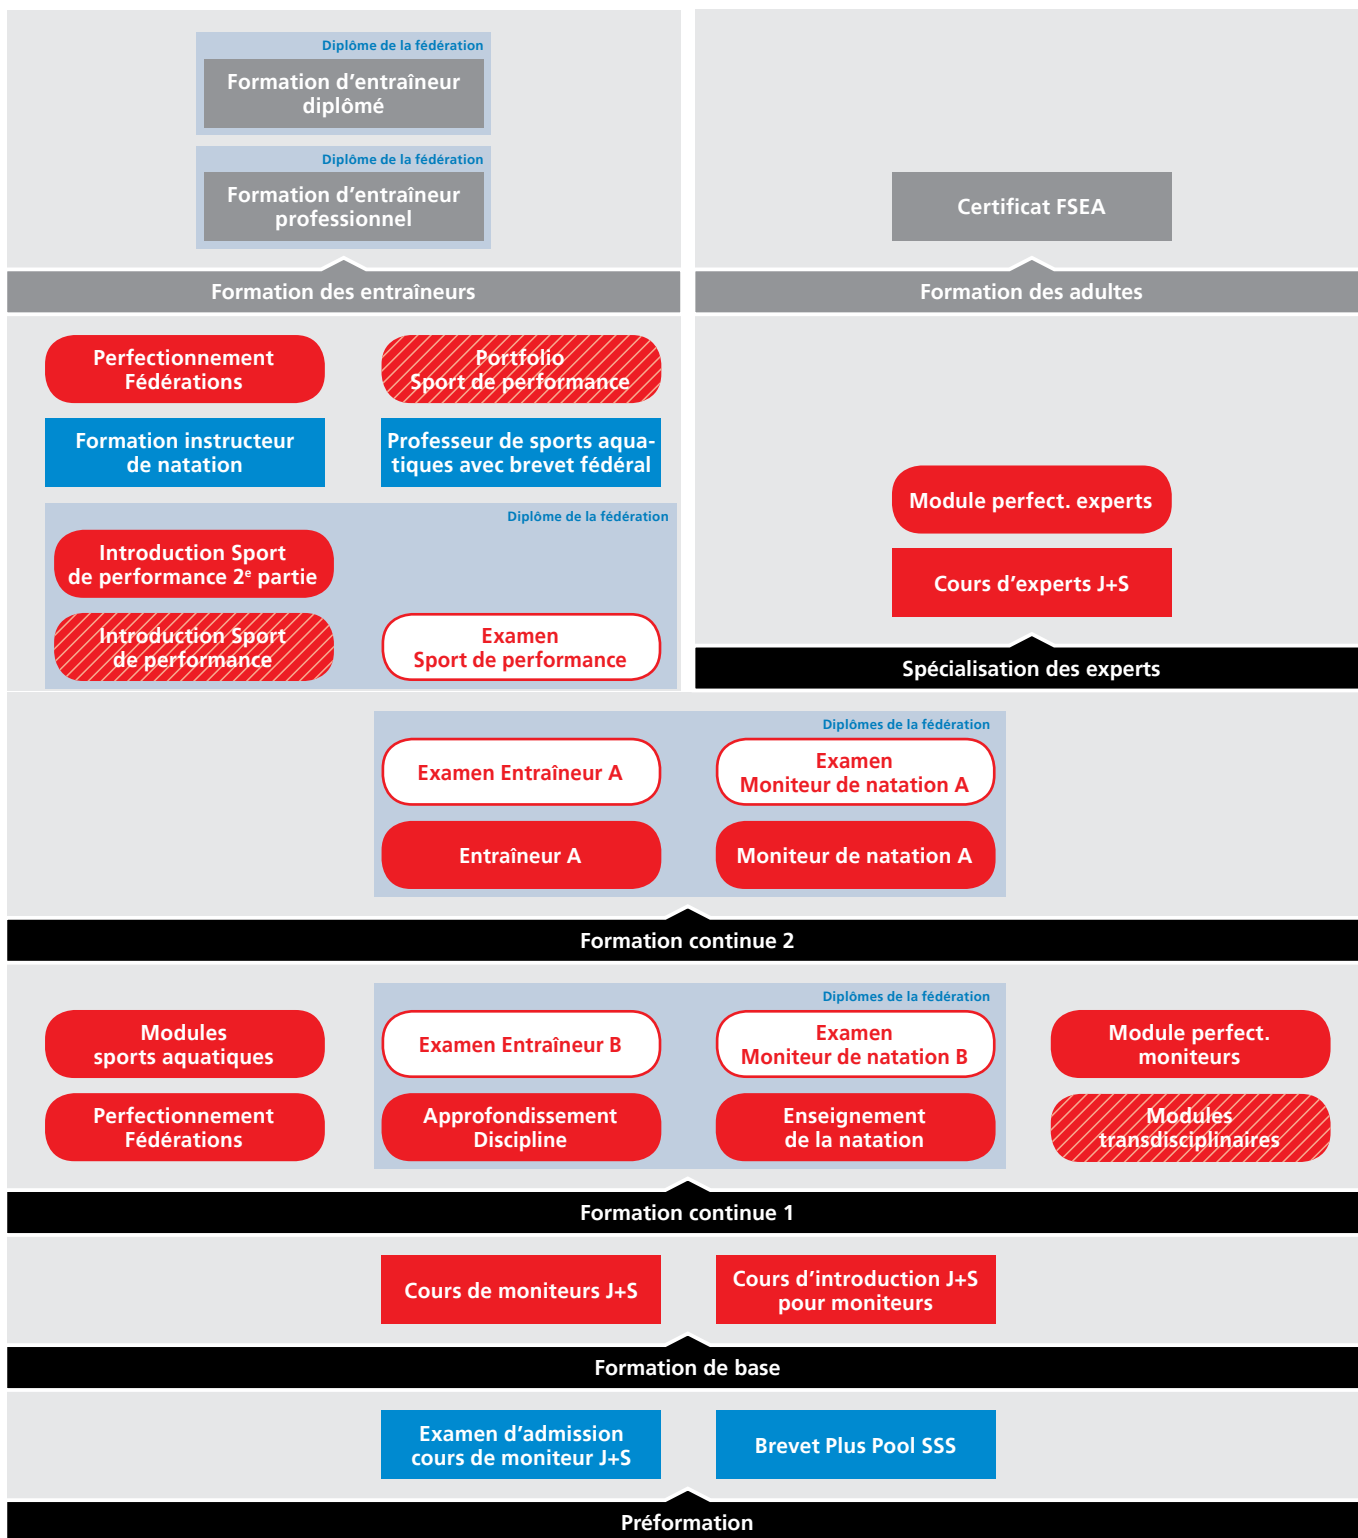 Diplôme de la fédération
Formation d'entraîneur
diplômé
Diplôme de la fédération
Formation d'entraîneur
professionnel
Certificat FSEA
Formation des entraîneurs
Formation des adultes
Perfectionnement
Fédérations
Portfolio
Sport de performance
Formation instructeur
de natation
Professeur de sports aqua-
tiques avec brevet fédéral
Diplôme de la fédération
Introduction Sport
de performance 2e partie
Introduction Sport
de performance
Examen
Sport de performance
Module perfect. experts
Cours d'experts J+S
Spécialisation des experts
Diplômes de la fédération
Examen Entraîneur A
Examen
Moniteur de natation A
Entraîneur A
Moniteur de natation A
Formation continue 2
Diplômes de la fédération
Modules
sports aquatiques
Examen Entraîneur B
Examen
Moniteur de natation B
Module perfect.
moniteurs
Perfectionnement
Fédérations
Approfondissement
Discipline
Enseignement
de la natation
Modules
transdisciplinaires
Formation continue 1
Cours de moniteurs J+S
Cours d'introduction J+S
pour moniteurs
Formation de base
Examen d'admission
cours de moniteur J+S
Brevet Plus Pool SSS
Préformation